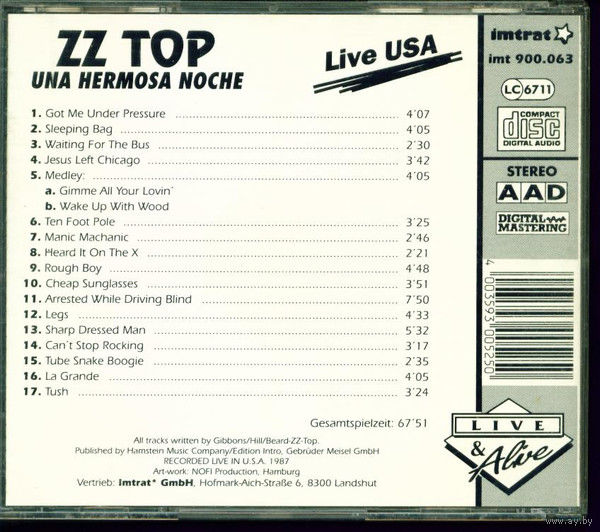 ZZ TOP
UNA HERMOSA NOCHE
Live USA
1. Got Me Under Pressure 4'07
2. Sleeping Bag 4'05
3. Waiting For The Bus 2'30
4. Jesus Left Chicago 3'42
5. Medley: 4'05
a. Gimme All Your Lovin´
b. Wake Up With Wood
6. Ten Foot Pole 3'25
7. Manic Machanic 2'46
8. Heard It On The X 2'21
9. Rough Boy 4'48
10. Cheap Sunglasses 3'51
11. Arrested While Driving Blind 7'50
12. Legs 4'33
13. Sharp Dressed Man 5'32
14. Can´t Stop Rocking 3'17
15. Tube Snake Boogie 2'35
16. La Grande 4'05
17. Tush 3'24
Gesamtspielzeit: 67'51
All tracks written by Gibbons/Hill/Beard-ZZ-Top.
Published by Hamstein Music Company/Edition Intro, Gebrüder Meisel GmbH
RECORDED LIVE IN U.S.A. 1987
Art-work: NOFI Production, Hamburg
Vertrieb: imtrat* GmbH, Hofmark-Aich-Straße 6, 8300 Landshut
imtrat
imt 900.063
LC 6711
COMPACT
disc
DIGITAL AUDIO
STEREO
AAD
DIGITAL
MASTERING
4 003593 005250
LIVE
& Alive
www.ay.by